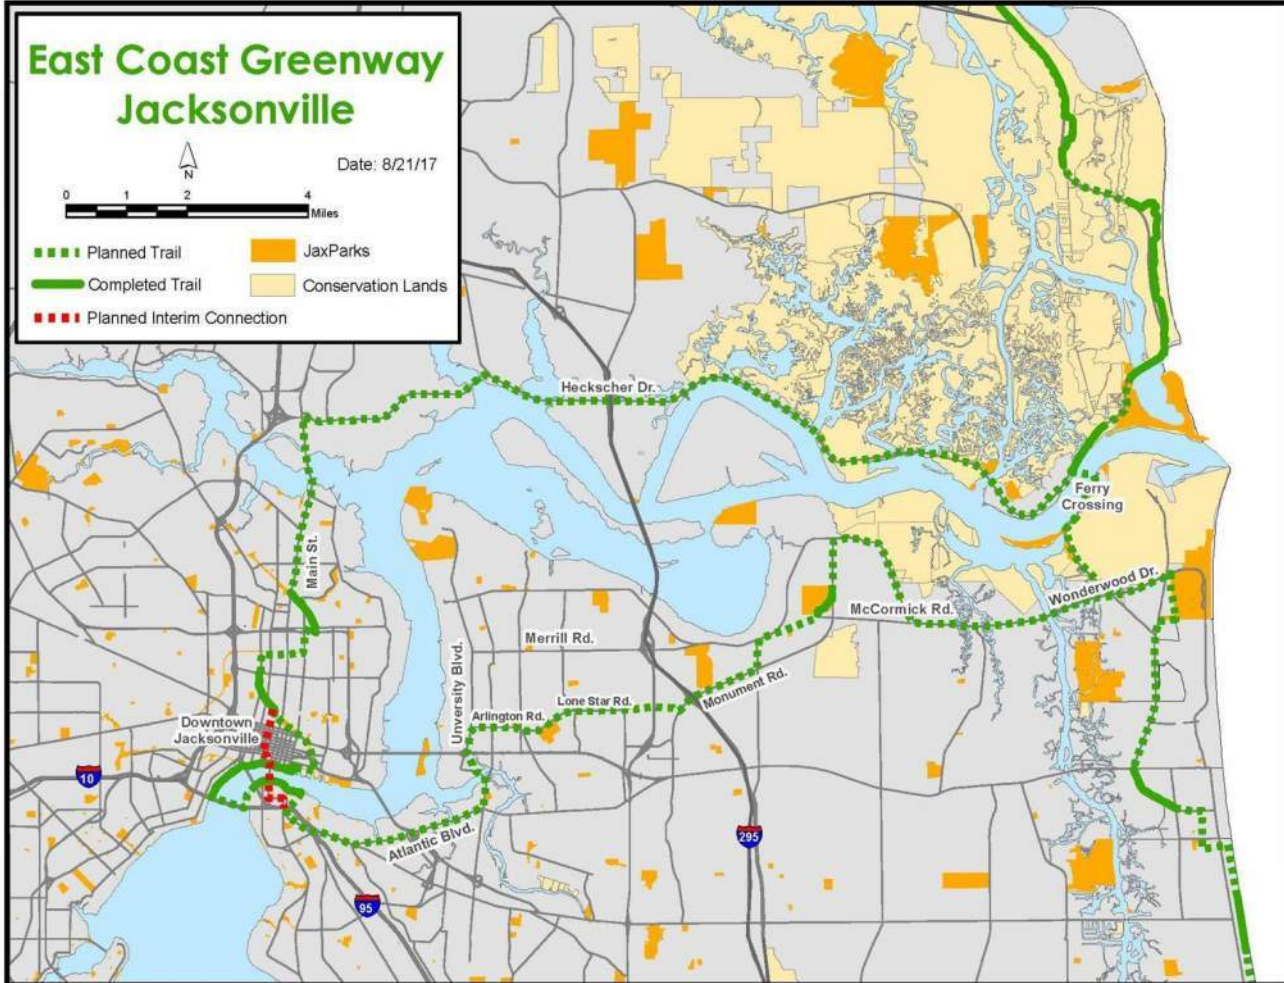 East Coast Greenway
Jacksonville
N
Date: 8/21/17
0 1 2 4
Miles
Planned Trail
JaxParks
Completed Trail
Conservation Lands
Planned Interim Connection
Heckscher Dr.
Ferry
Crossing
Main St.
Wonderwood Dr.
McCormick Rd.
Merrill Rd.
Unversity Blvd.
Monument Rd.
Lone Star Rd.
Arlington Rd.
Downtown
Jacksonville
10
Atlantic Blvd.
295
95